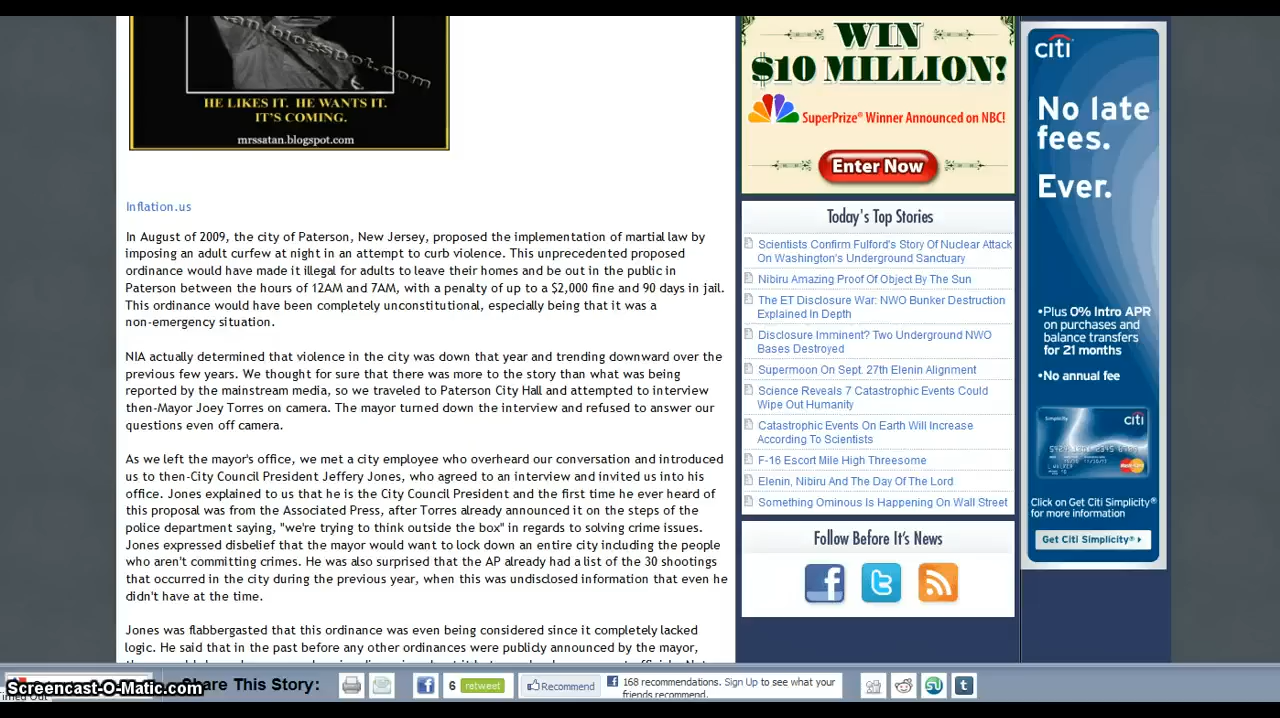 an.blogspot.com
HE LIKES IT. HE WANTS IT.
IT'S COMING.
mrssatan.blogspot.com
Inflation.us
In August of 2009, the city of Paterson, New Jersey, proposed the implementation of martial law by
imposing an adult curfew at night in an attempt to curb violence. This unprecedented proposed
ordinance would have made it illegal for adults to leave their homes and be out in the public in
Paterson between the hours of 12AM and 7AM, with a penalty of up to a $2,000 fine and 90 days in jail.
This ordinance would have been completely unconstitutional, especially being that it was a
non-emergency situation.
NIA actually determined that violence in the city was down that year and trending downward over the
previous few years. We thought for sure that there was more to the story than what was being
reported by the mainstream media, so we traveled to Paterson City Hall and attempted to interview
then-Mayor Joey Torres on camera. The mayor turned down the interview and refused to answer our
questions even off camera.
As we left the mayor's office, we met a city employee who overheard our conversation and introduced
us to then-City Council President Jeffery Jones, who agreed to an interview and invited us into his
office. Jones explained to us that he is the City Council President and the first time he ever heard of
this proposal was from the Associated Press, after Torres already announced it on the steps of the
police department saying, "we're trying to think outside the box" in regards to solving crime issues.
Jones expressed disbelief that the mayor would want to lock down an entire city including the people
who aren't committing crimes. He was also surprised that the AP already had a list of the 30 shootings
that occurred in the city during the previous year, when this was undisclosed information that even he
didn't have at the time.
Jones was flabbergasted that this ordinance was even being considered since it completely lacked
logic. He said that in the past before any other ordinances were publicly announced by the mayor,
WIN
$10 MILLION!
SuperPrize® Winner Announced on NBC!
Enter Now
Today's Top Stories
Scientists Confirm Fulford's Story Of Nuclear Attack
On Washington's Underground Sanctuary
Nibiru Amazing Proof Of Object By The Sun
The ET Disclosure War: NWO Bunker Destruction
Explained In Depth
Disclosure Imminent? Two Underground NWO
Bases Destroyed
Supermoon On Sept. 27th Elenin Alignment
Science Reveals 7 Catastrophic Events Could
Wipe Out Humanity
Catastrophic Events On Earth Will Increase
According To Scientists
F-16 Escort Mile High Threesome
Elenin, Nibiru And The Day Of The Lord
Something Ominous Is Happening On Wall Street
Follow Before It's News
citi
No late
fees.
Ever.
•Plus 0% Intro APR
on purchases and
balance transfers
for 21 months
•No annual fee
Simplicity citi
MasterCard
Click on Get Citi Simplicity®
for more information
Get Citi Simplicity®
Screencast-O-Matic.com
Share This Story:
6 retweet
Recommend
168 recommendations. Sign Up to see what your
friends recommend.